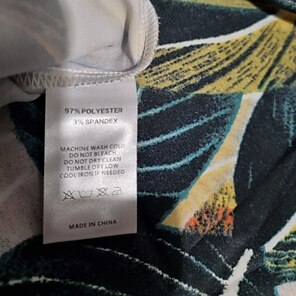 97% POLYESTER
3% SPANDEX
MACHINE WASH COLD
DO NOT BLEACH
DO NOT DRY CLEAN
TUMBLE DRY LOW
COOL IRON IF NEEDED
MADE IN CHINA